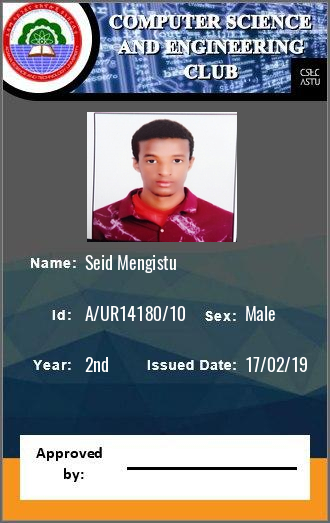 COMPUTER SCIENCE
AND ENGINEERING
CLUB
CSEC
ASTU
Name: Seid Mengistu
Id: A/UR14180/10 Sex: Male
Year: 2nd Issued Date: 17/02/19
Approved
by: